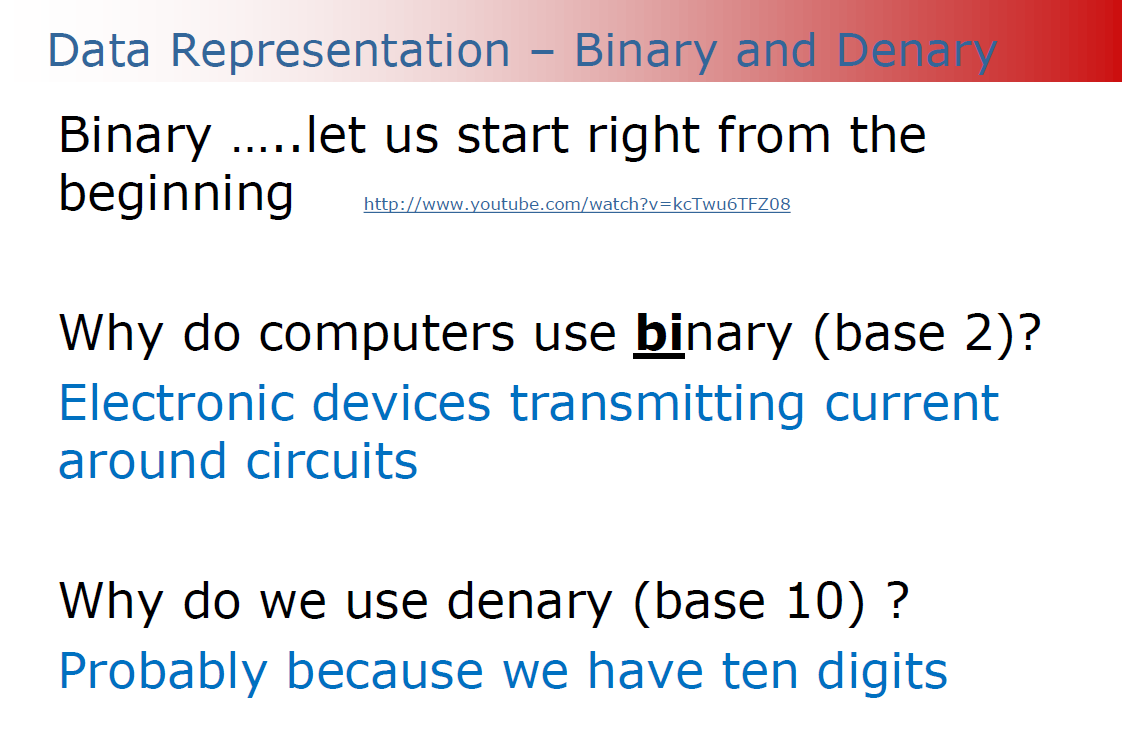 Data Representation – Binary and Denary
Binary …..let us start right from the
beginning http://www.youtube.com/watch?v=kcTwu6TFZ08
Why do computers use binary (base 2)?
Electronic devices transmitting current
around circuits
Why do we use denary (base 10) ?
Probably because we have ten digits